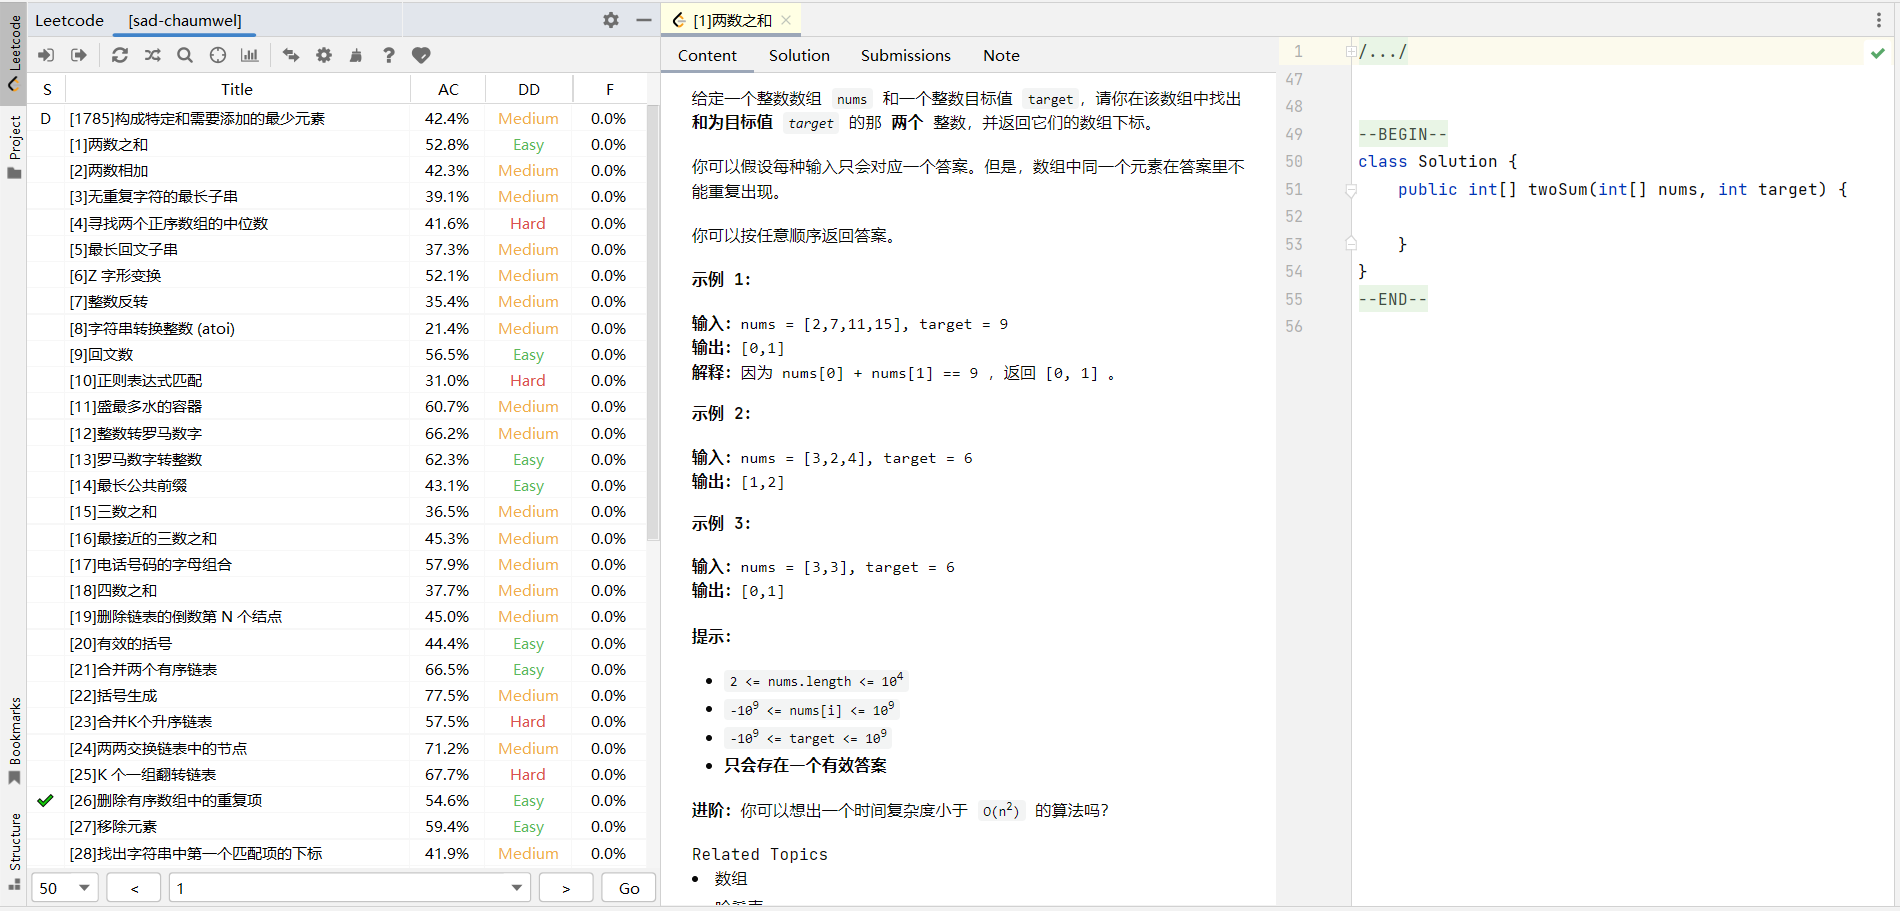 Leetcode
[sad-chaumwel]
Leetcode
Project
Bookmarks
Structure
S Title AC DD F
D [1785]构成特定和需要添加的最少元素 42.4% Medium 0.0%
[1]两数之和 52.8% Easy 0.0%
[2]两数相加 42.3% Medium 0.0%
[3]无重复字符的最长子串 39.1% Medium 0.0%
[4]寻找两个正序数组的中位数 41.6% Hard 0.0%
[5]最长回文子串 37.3% Medium 0.0%
[6]Z 字形变换 52.1% Medium 0.0%
[7]整数反转 35.4% Medium 0.0%
[8]字符串转换整数 (atoi) 21.4% Medium 0.0%
[9]回文数 56.5% Easy 0.0%
[10]正则表达式匹配 31.0% Hard 0.0%
[11]盛最多水的容器 60.7% Medium 0.0%
[12]整数转罗马数字 66.2% Medium 0.0%
[13]罗马数字转整数 62.3% Easy 0.0%
[14]最长公共前缀 43.1% Easy 0.0%
[15]三数之和 36.5% Medium 0.0%
[16]最接近的三数之和 45.3% Medium 0.0%
[17]电话号码的字母组合 57.9% Medium 0.0%
[18]四数之和 37.7% Medium 0.0%
[19]删除链表的倒数第 N 个结点 45.0% Medium 0.0%
[20]有效的括号 44.4% Easy 0.0%
[21]合并两个有序链表 66.5% Easy 0.0%
[22]括号生成 77.5% Medium 0.0%
[23]合并K个升序链表 57.5% Hard 0.0%
[24]两两交换链表中的节点 71.2% Medium 0.0%
[25]K 个一组翻转链表 67.7% Hard 0.0%
[26]删除有序数组中的重复项 54.6% Easy 0.0%
[27]移除元素 59.4% Easy 0.0%
[28]找出字符串中第一个匹配项的下标 41.9% Medium 0.0%
50 < 1 > Go
[1]两数之和
Content Solution Submissions Note
给定一个整数数组 nums 和一个整数目标值 target，请你在该数组中找出
和为目标值 target 的那 两个 整数，并返回它们的数组下标。
你可以假设每种输入只会对应一个答案。但是，数组中同一个元素在答案里不
能重复出现。
你可以按任意顺序返回答案。
示例 1：
输入：nums = [2,7,11,15], target = 9
输出：[0,1]
解释：因为 nums[0] + nums[1] == 9 ，返回 [0, 1] 。
示例 2：
输入：nums = [3,2,4], target = 6
输出：[1,2]
示例 3：
输入：nums = [3,3], target = 6
输出：[0,1]
提示：
• 2 <= nums.length <= 10⁴
• -10⁹ <= nums[i] <= 10⁹
• -10⁹ <= target <= 10⁹
• 只会存在一个有效答案
进阶：你可以想出一个时间复杂度小于 O(n²) 的算法吗？
Related Topics
• 数组
1 /.../
47
48
49 --BEGIN--
50 class Solution {
51 public int[] twoSum(int[] nums, int target) {
52
53 }
54 }
55 --END--
56